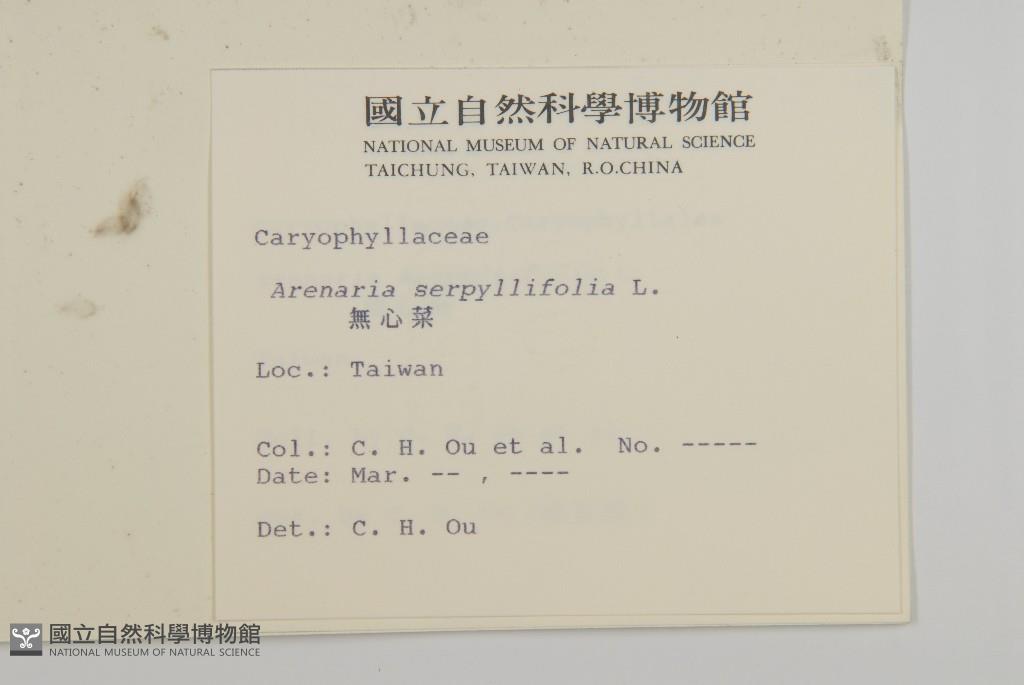 國立自然科學博物館
NATIONAL MUSEUM OF NATURAL SCIENCE
TAICHUNG, TAIWAN, R.O.CHINA
Caryophyllaceae
Arenaria serpyllifolia L.
無心菜
Loc.: Taiwan
Col.: C. H. Ou et al. No. -----
Date: Mar. -- , ----
Det.: C. H. Ou
國立自然科學博物館
NATIONAL MUSEUM OF NATURAL SCIENCE